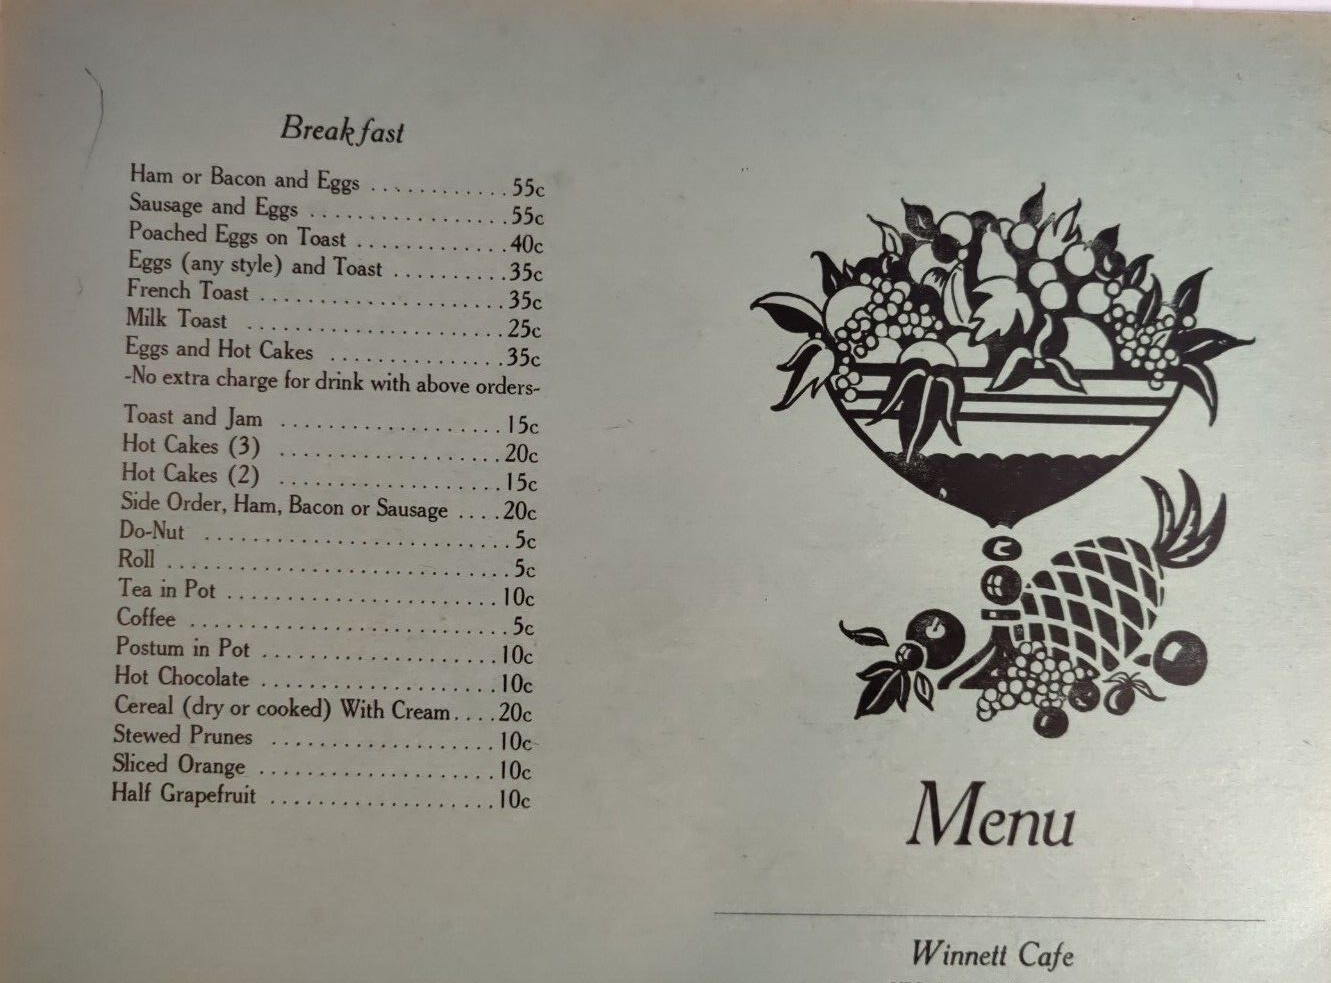 Breakfast
Ham or Bacon and Eggs ............ 55c
Sausage and Eggs ................. 55c
Poached Eggs on Toast ............. 40c
Eggs (any style) and Toast .......... 35c
French Toast ..................... 35c
Milk Toast ...................... 25c
Eggs and Hot Cakes ............... 35c
-No extra charge for drink with above orders-
Toast and Jam ................... 15c
Hot Cakes (3) ................... 20c
Hot Cakes (2) ................... 15c
Side Order, Ham, Bacon or Sausage .... 20c
Do-Nut .......................... 5c
Roll ............................. 5c
Tea in Pot ....................... 10c
Coffee ........................... 5c
Postum in Pot .................... 10c
Hot Chocolate .................... 10c
Cereal (dry or cooked) With Cream .... 20c
Stewed Prunes ................... 10c
Sliced Orange .................... 10c
Half Grapefruit ................... 10c
Menu
Winnett Cafe